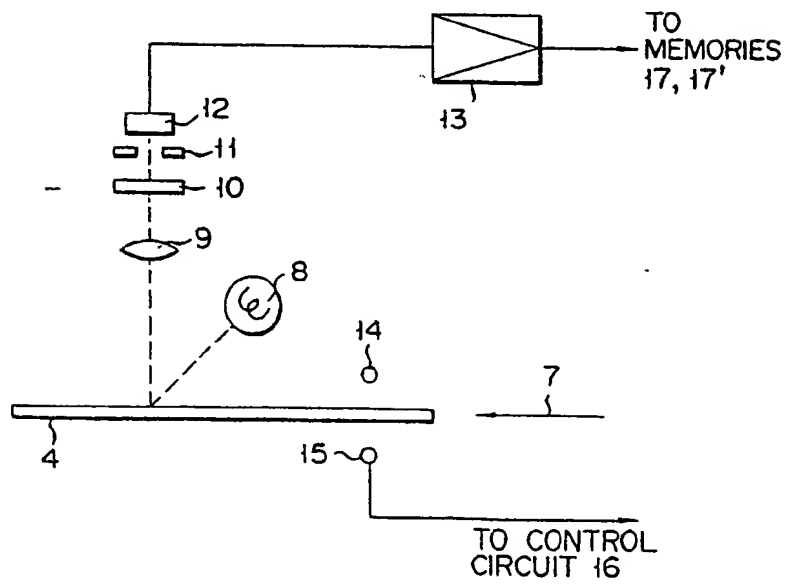 TO
MEMORIES
17, 17'
13
12
11
10
9
8
14
7
4
15
TO CONTROL
CIRCUIT 16